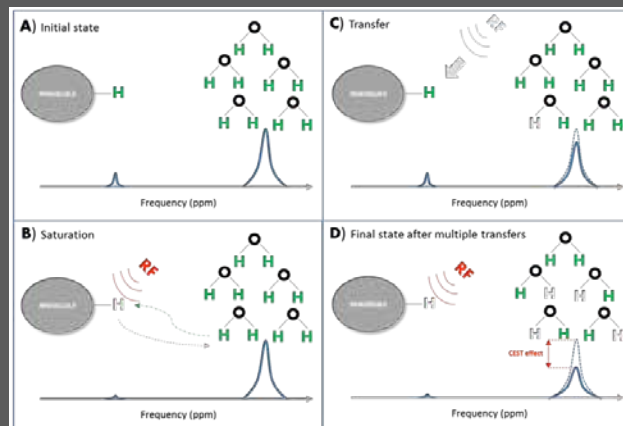 A) Initial state
H
O
H H
O O
H H H H
O O
H H H H
Frequency (ppm)
B) Saturation
RF
H
O
H H
O O
H H H H
O O
H H H H
Frequency (ppm)
C) Transfer
RF
H
O
H H
O O
H H H H
O O
H H H H
Frequency (ppm)
D) Final state after multiple transfers
RF
H
O
H H
O O
H H H H
O O
H H H H
CEST effect
Frequency (ppm)